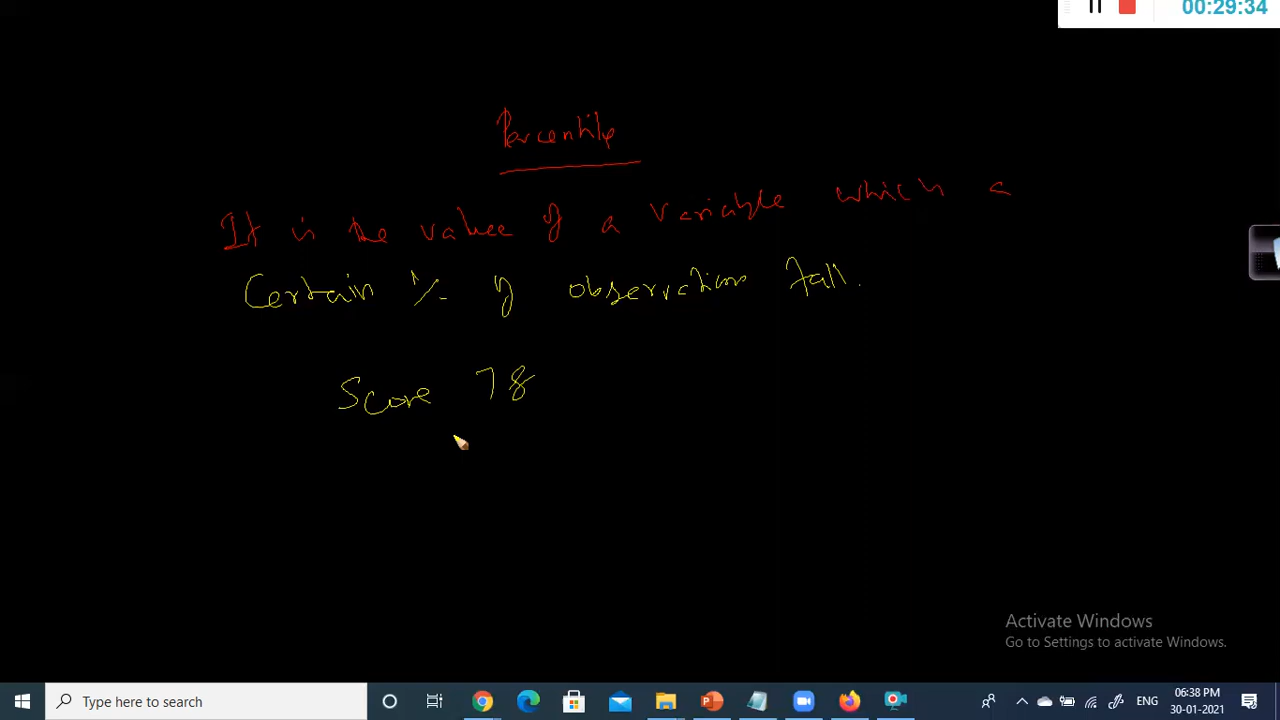 00:29:34
Percentile
It is the value of a variable which a
Certain % of observation fall.
Score 78
Activate Windows
Go to Settings to activate Windows.
Type here to search
ENG
06:38 PM
30-01-2021